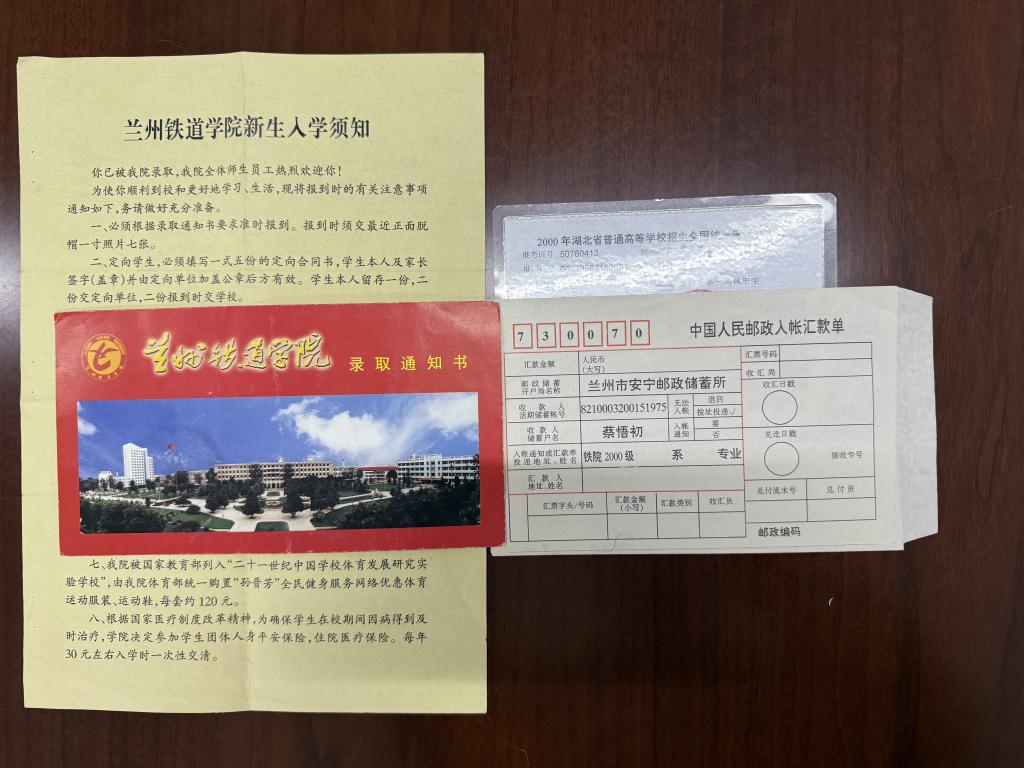 兰州铁道学院新生入学须知
你已被我院录取,我院全体师生员工热烈欢迎你!
为使你顺利到校和更好地学习、生活,现将报到时的有关注意事项
通知如下,务请做好充分准备。
一、必须根据录取通知书要求准时报到。报到时须交最近正面脱
帽一寸照片七张。
二、定向学生,必须填写一式五份的定向合同书,学生本人及家长
签字(盖章)并由定向单位加盖公章后方有效。学生本人留存一份,二
份交定向单位,二份报到时交学校。
兰州铁道学院 录取通知书
七、我院被国家教育部列入“二十一世纪中国学校体育发展研究实
验学校”,由我院体育部统一购置“孙晋芳”全民健身服务网络优惠体育
运动服装、运动鞋,每套约120元。
八、根据国家医疗制度改革精神,为确保学生在校期间因病得到及
时治疗,学院决定参加学生团体人身平安保险,住院医疗保险。每年
30元左右入学时一次性交清。
2000年湖北省普通高等学校招生全国统一
准考证号 50760413
730070
中国人民邮政入帐汇款单
汇款金额
人民币
(大写)
汇票号码
收汇局
邮政储蓄
开户局名称
兰州市安宁邮政储蓄所
收汇日戳
收款人
活期储蓄帐号
8210003200151975
无法
入帐
退回
按址投递√
收款人
储蓄户名
蔡悟初
入帐
通知
要
否
兑讫日戳
入帐通知或汇款单
投递地址、姓名
铁院2000级 系 专业
接收专号
汇款人
地址、姓名
兑付流水号
兑付员
汇票字头/号码
汇款金额
(小写)
汇款类别
收汇员
邮政编码